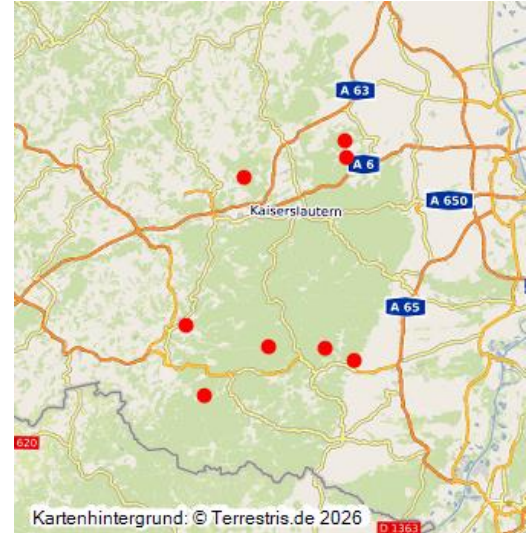 A 63
A 6
Kaiserslautern
A 650
A 65
620
Kartenhintergrund: © Terrestris.de 2026
D 1363